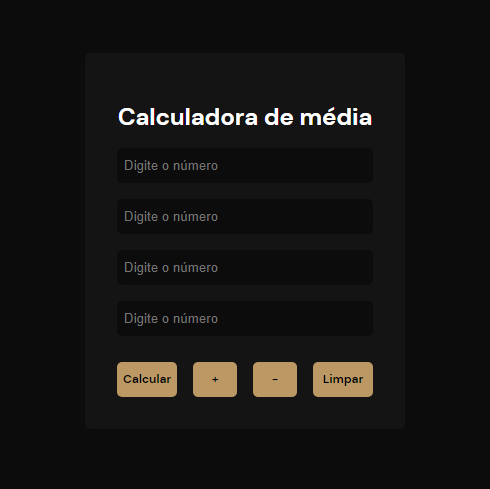 Calculadora de média
Digite o número
Digite o número
Digite o número
Digite o número
Calcular + - Limpar